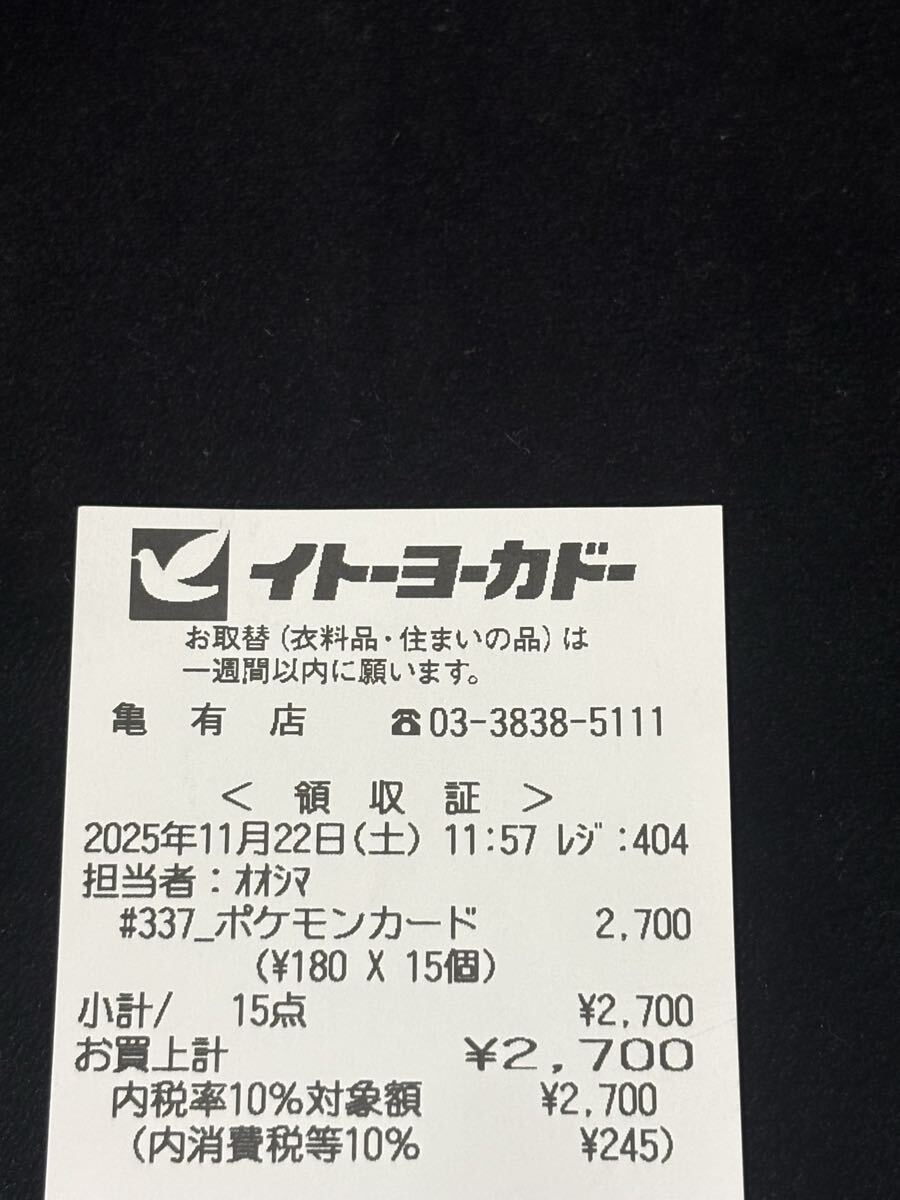 イトーヨーカドー
お取替(衣料品・住まいの品)は
一週間以内に願います。
亀有店 ☎03-3838-5111
＜ 領収証 ＞
2025年11月22日(土) 11:57 ﾚｼﾞ:404
担当者:ｵｵｼﾏ
#337_ポケモンカード 2,700
(¥180 X 15個)
小計/ 15点 ¥2,700
お買上計 ¥2,700
内税率10%対象額 ¥2,700
(内消費税等10% ¥245)